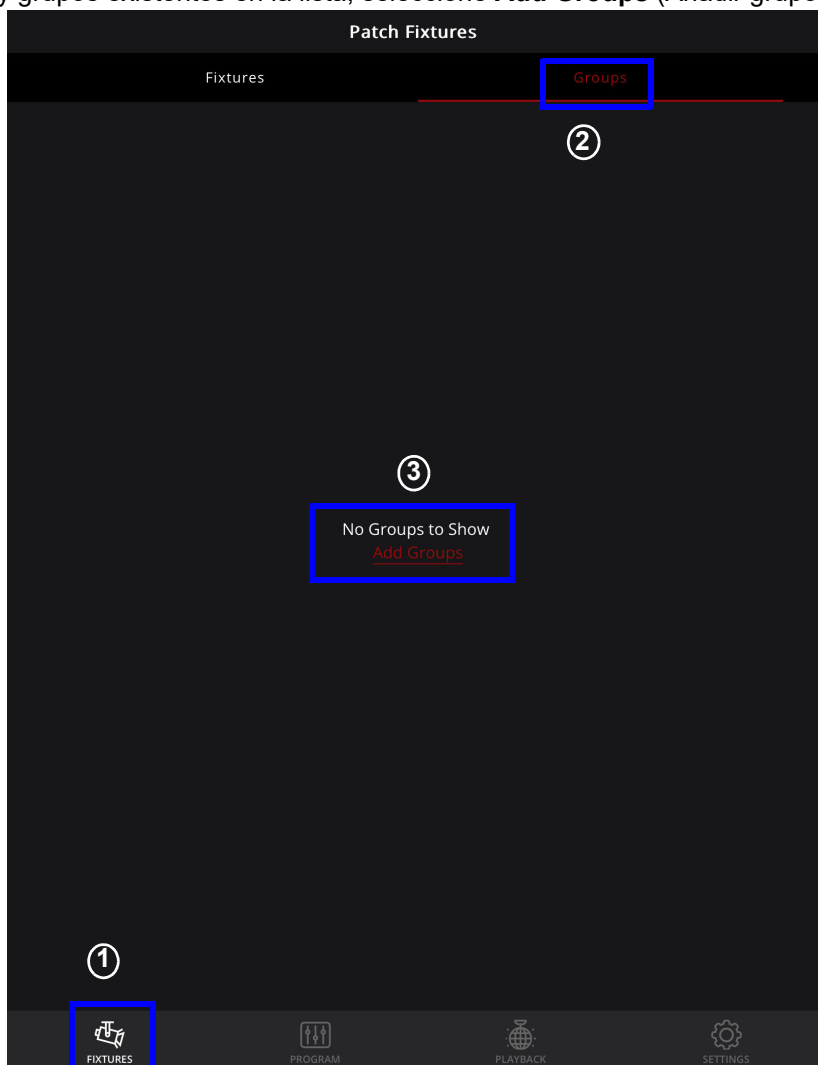 grupos existentes en la lista, seleccione Add Groups (Añadir grupo
Patch Fixtures
Fixtures
Groups
2
3
No Groups to Show
Add Groups
1
FIXTURES
PROGRAM
PLAYBACK
SETTINGS